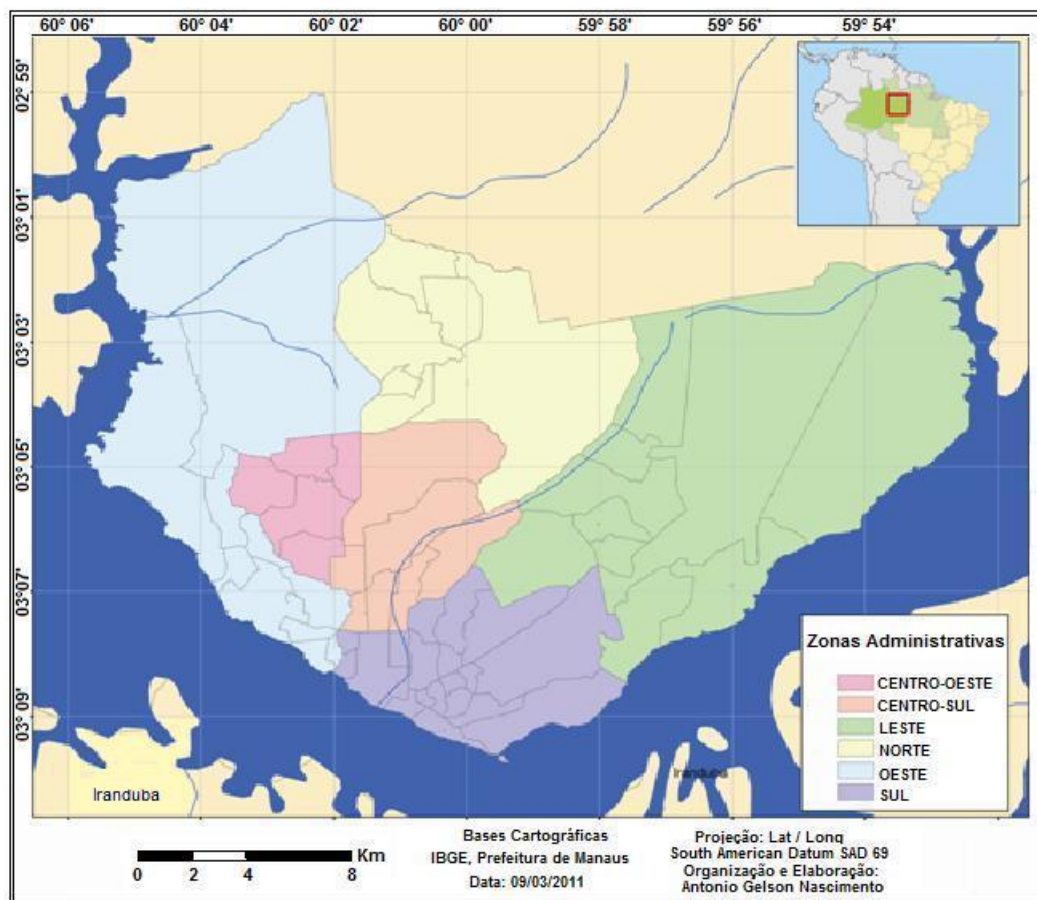 60° 06' 60° 04' 60° 02' 60° 00' 59° 58' 59° 56' 59° 54'
02° 59'
03° 01'
03° 03'
03° 05'
03° 07'
03° 09'
Zonas Administrativas
CENTRO-OESTE
CENTRO-SUL
LESTE
NORTE
OESTE
SUL
Iranduba
Iranduba
0 2 4 8 Km
Bases Cartográficas
IBGE, Prefeitura de Manaus
Data: 09/03/2011
Projeção: Lat / Long
South American Datum SAD 69
Organização e Elaboração:
Antonio Gelson Nascimento